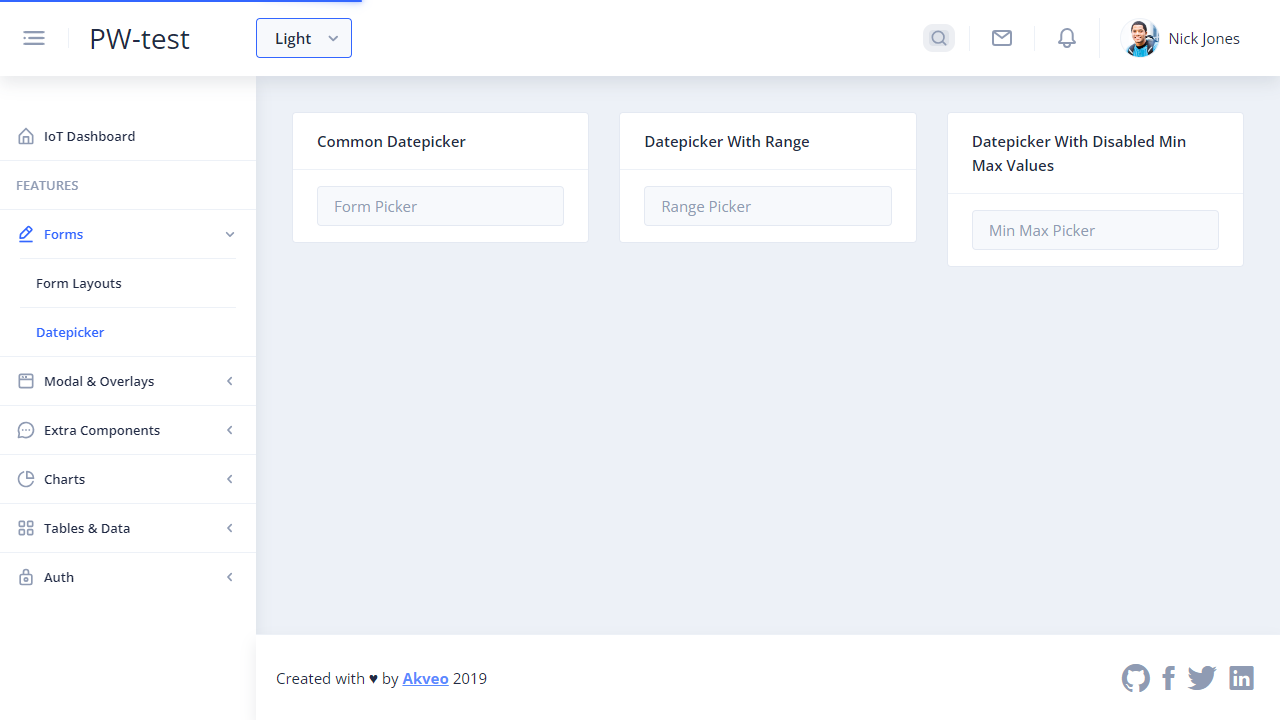 PW-test
Light
Nick Jones
IoT Dashboard
FEATURES
Forms
Form Layouts
Datepicker
Modal & Overlays
Extra Components
Charts
Tables & Data
Auth
Common Datepicker
Form Picker
Datepicker With Range
Range Picker
Datepicker With Disabled Min
Max Values
Min Max Picker
Created with ♥ by Akveo 2019